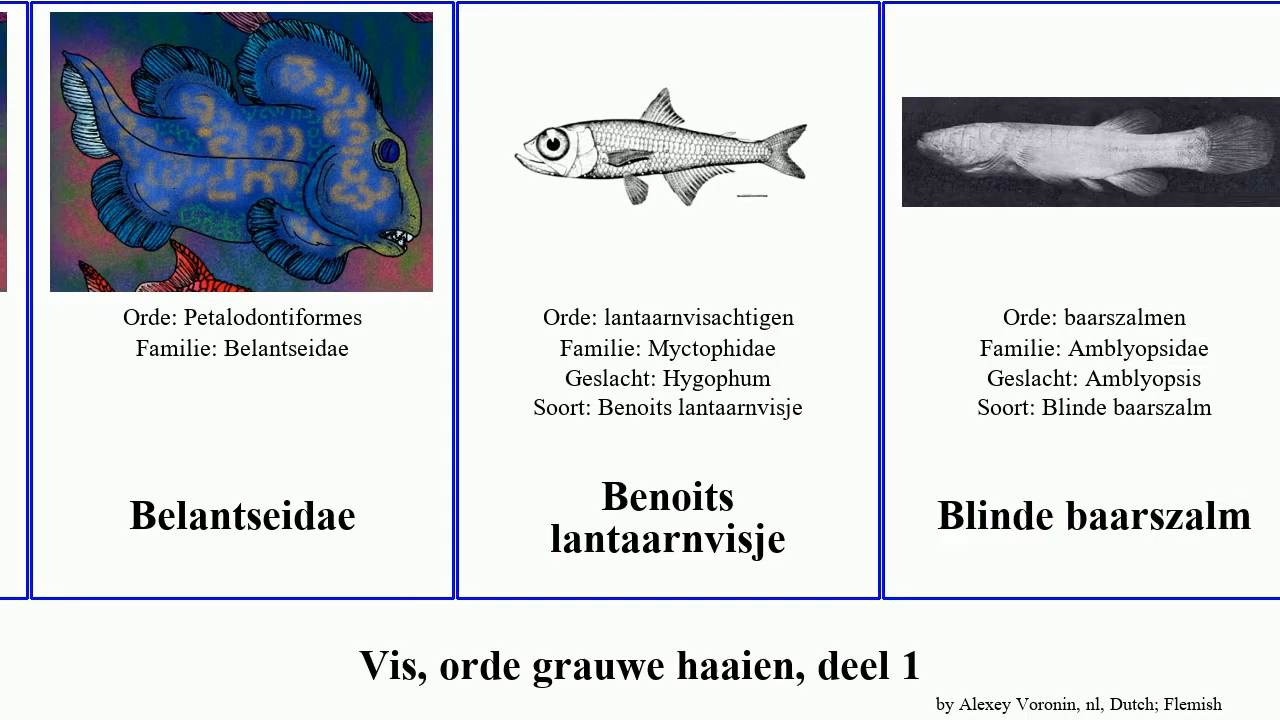 Orde: Petalodontiformes
Familie: Belantseidae
Belantseidae
Orde: lantaarnvisachtigen
Familie: Myctophidae
Geslacht: Hygophum
Soort: Benoits lantaarnvisje
Benoits
lantaarnvisje
Orde: baarszalmen
Familie: Amblyopsidae
Geslacht: Amblyopsis
Soort: Blinde baarszalm
Blinde baarszalm
Vis, orde grauwe haaien, deel 1
by Alexey Voronin, nl, Dutch; Flemish